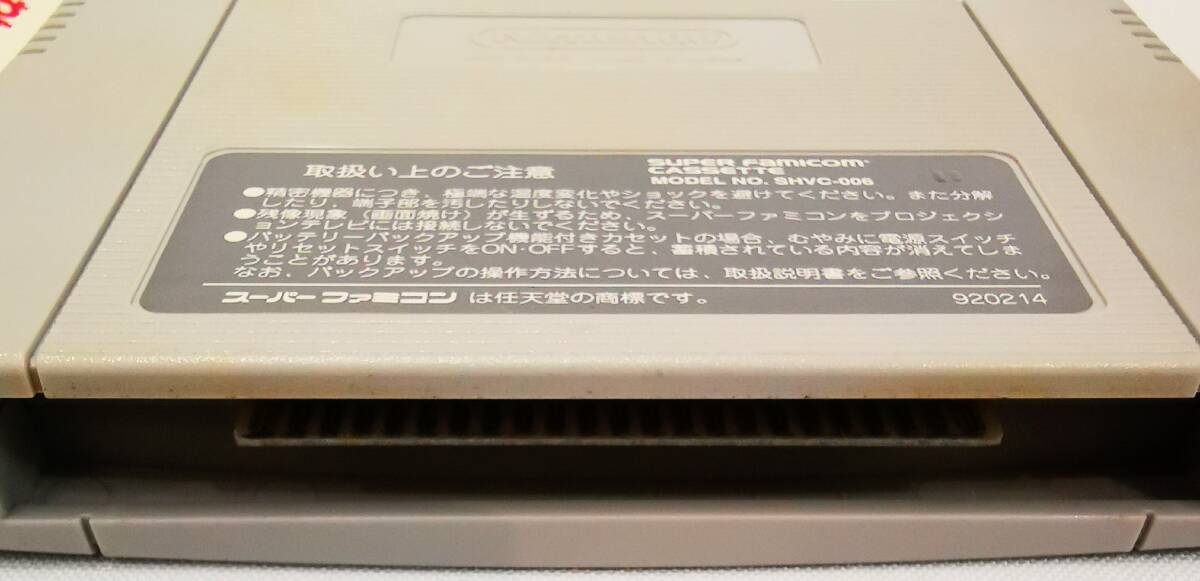 Nintendo
取扱い上のご注意
SUPER FAMICOM
CASSETTE
MODEL NO. SHVC-006
●精密機器につき、極端な温度変化やショックを避けてください。また分解
したり、端子部を汚したりしないでください。
●残像現象（画面焼け）が生ずるため、スーパーファミコンをプロジェクシ
ョンテレビには接続しないでください。
●バッテリーバックアップ機能付きカセットの場合、むやみに電源スイッチ
やリセットスイッチをON・OFFすると、蓄積されている内容が消えてしま
うことがあります。
なお、バックアップの操作方法については、取扱説明書をご参照ください。
スーパーファミコン は任天堂の商標です。 920214